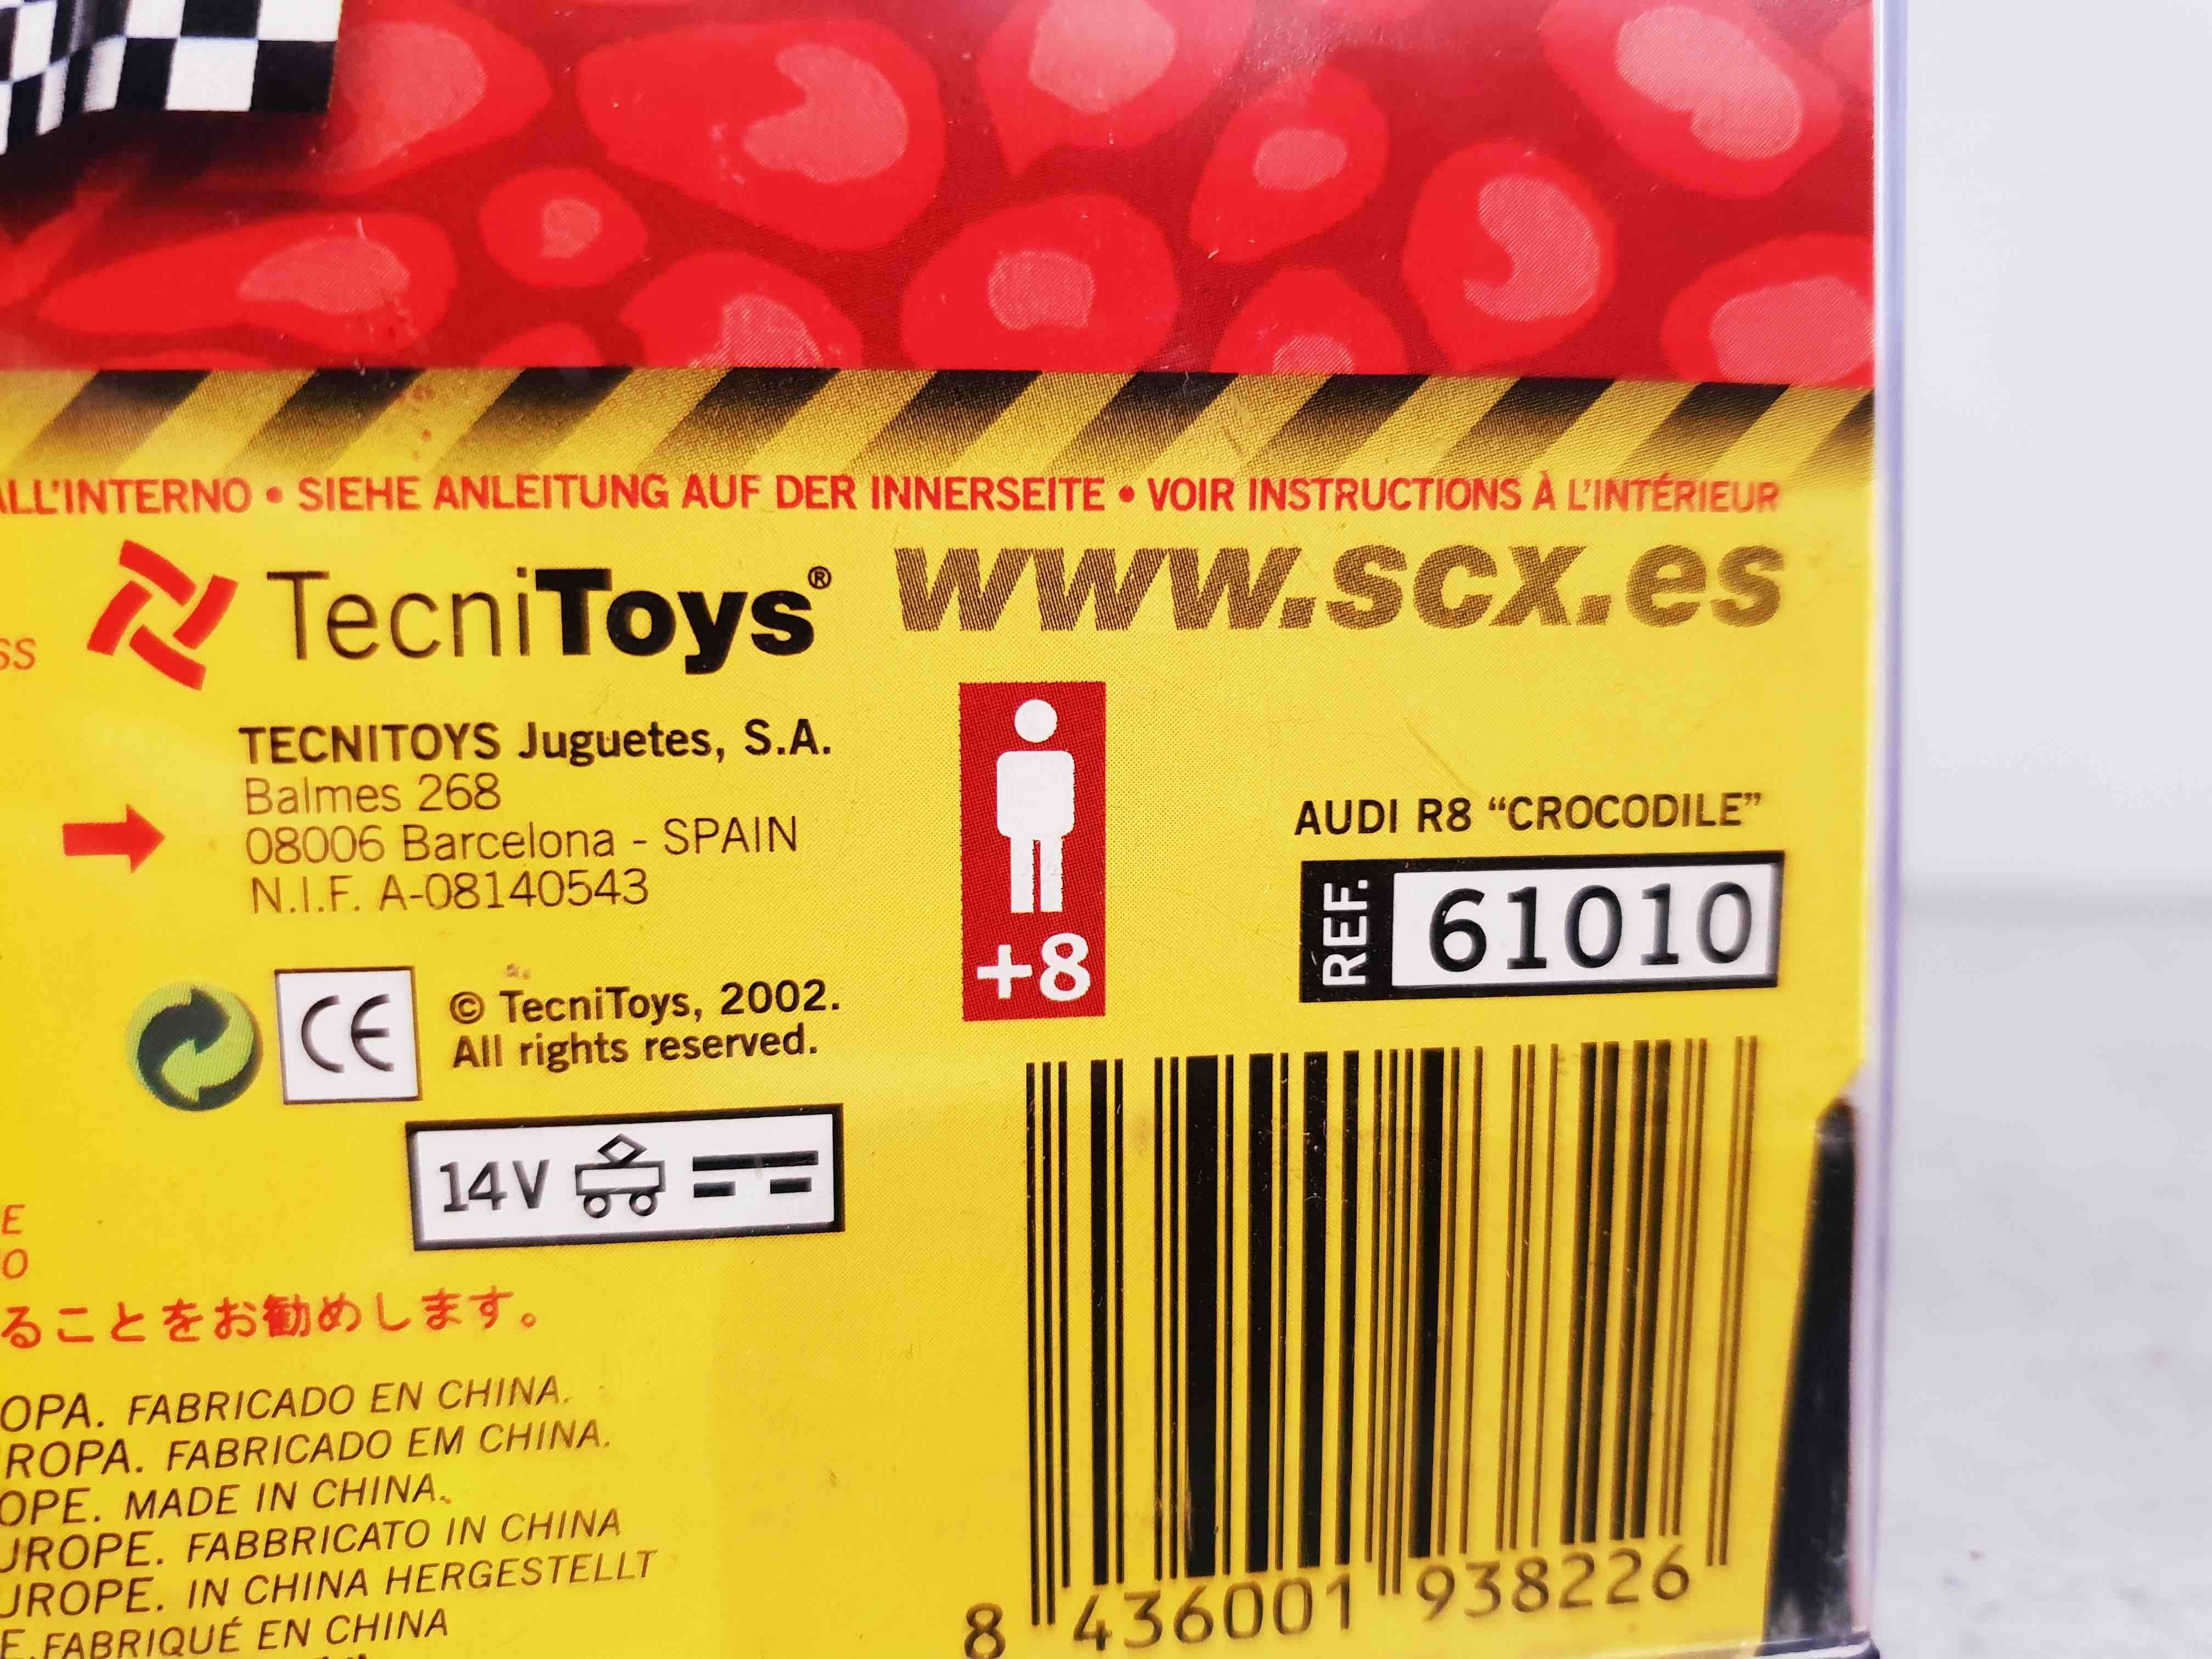 ALL'INTERNO • SIEHE ANLEITUNG AUF DER INNERSEITE • VOIR INSTRUCTIONS À L'INTÉRIEUR
TecniToys®
www.scx.es
SS
TECNITOYS Juguetes, S.A.
Balmes 268
08006 Barcelona - SPAIN
N.I.F. A-08140543
+8
AUDI R8 “CROCODILE”
REF. 61010
CE
© TecniToys, 2002.
All rights reserved.
14V
E
O
ることをお勧めします。
OPA. FABRICADO EN CHINA.
ROPA. FABRICADO EM CHINA.
OPE. MADE IN CHINA.
UROPE. FABBRICATO IN CHINA
UROPE. IN CHINA HERGESTELLT
E. FABRIQUÉ EN CHINA
8 436001 938226